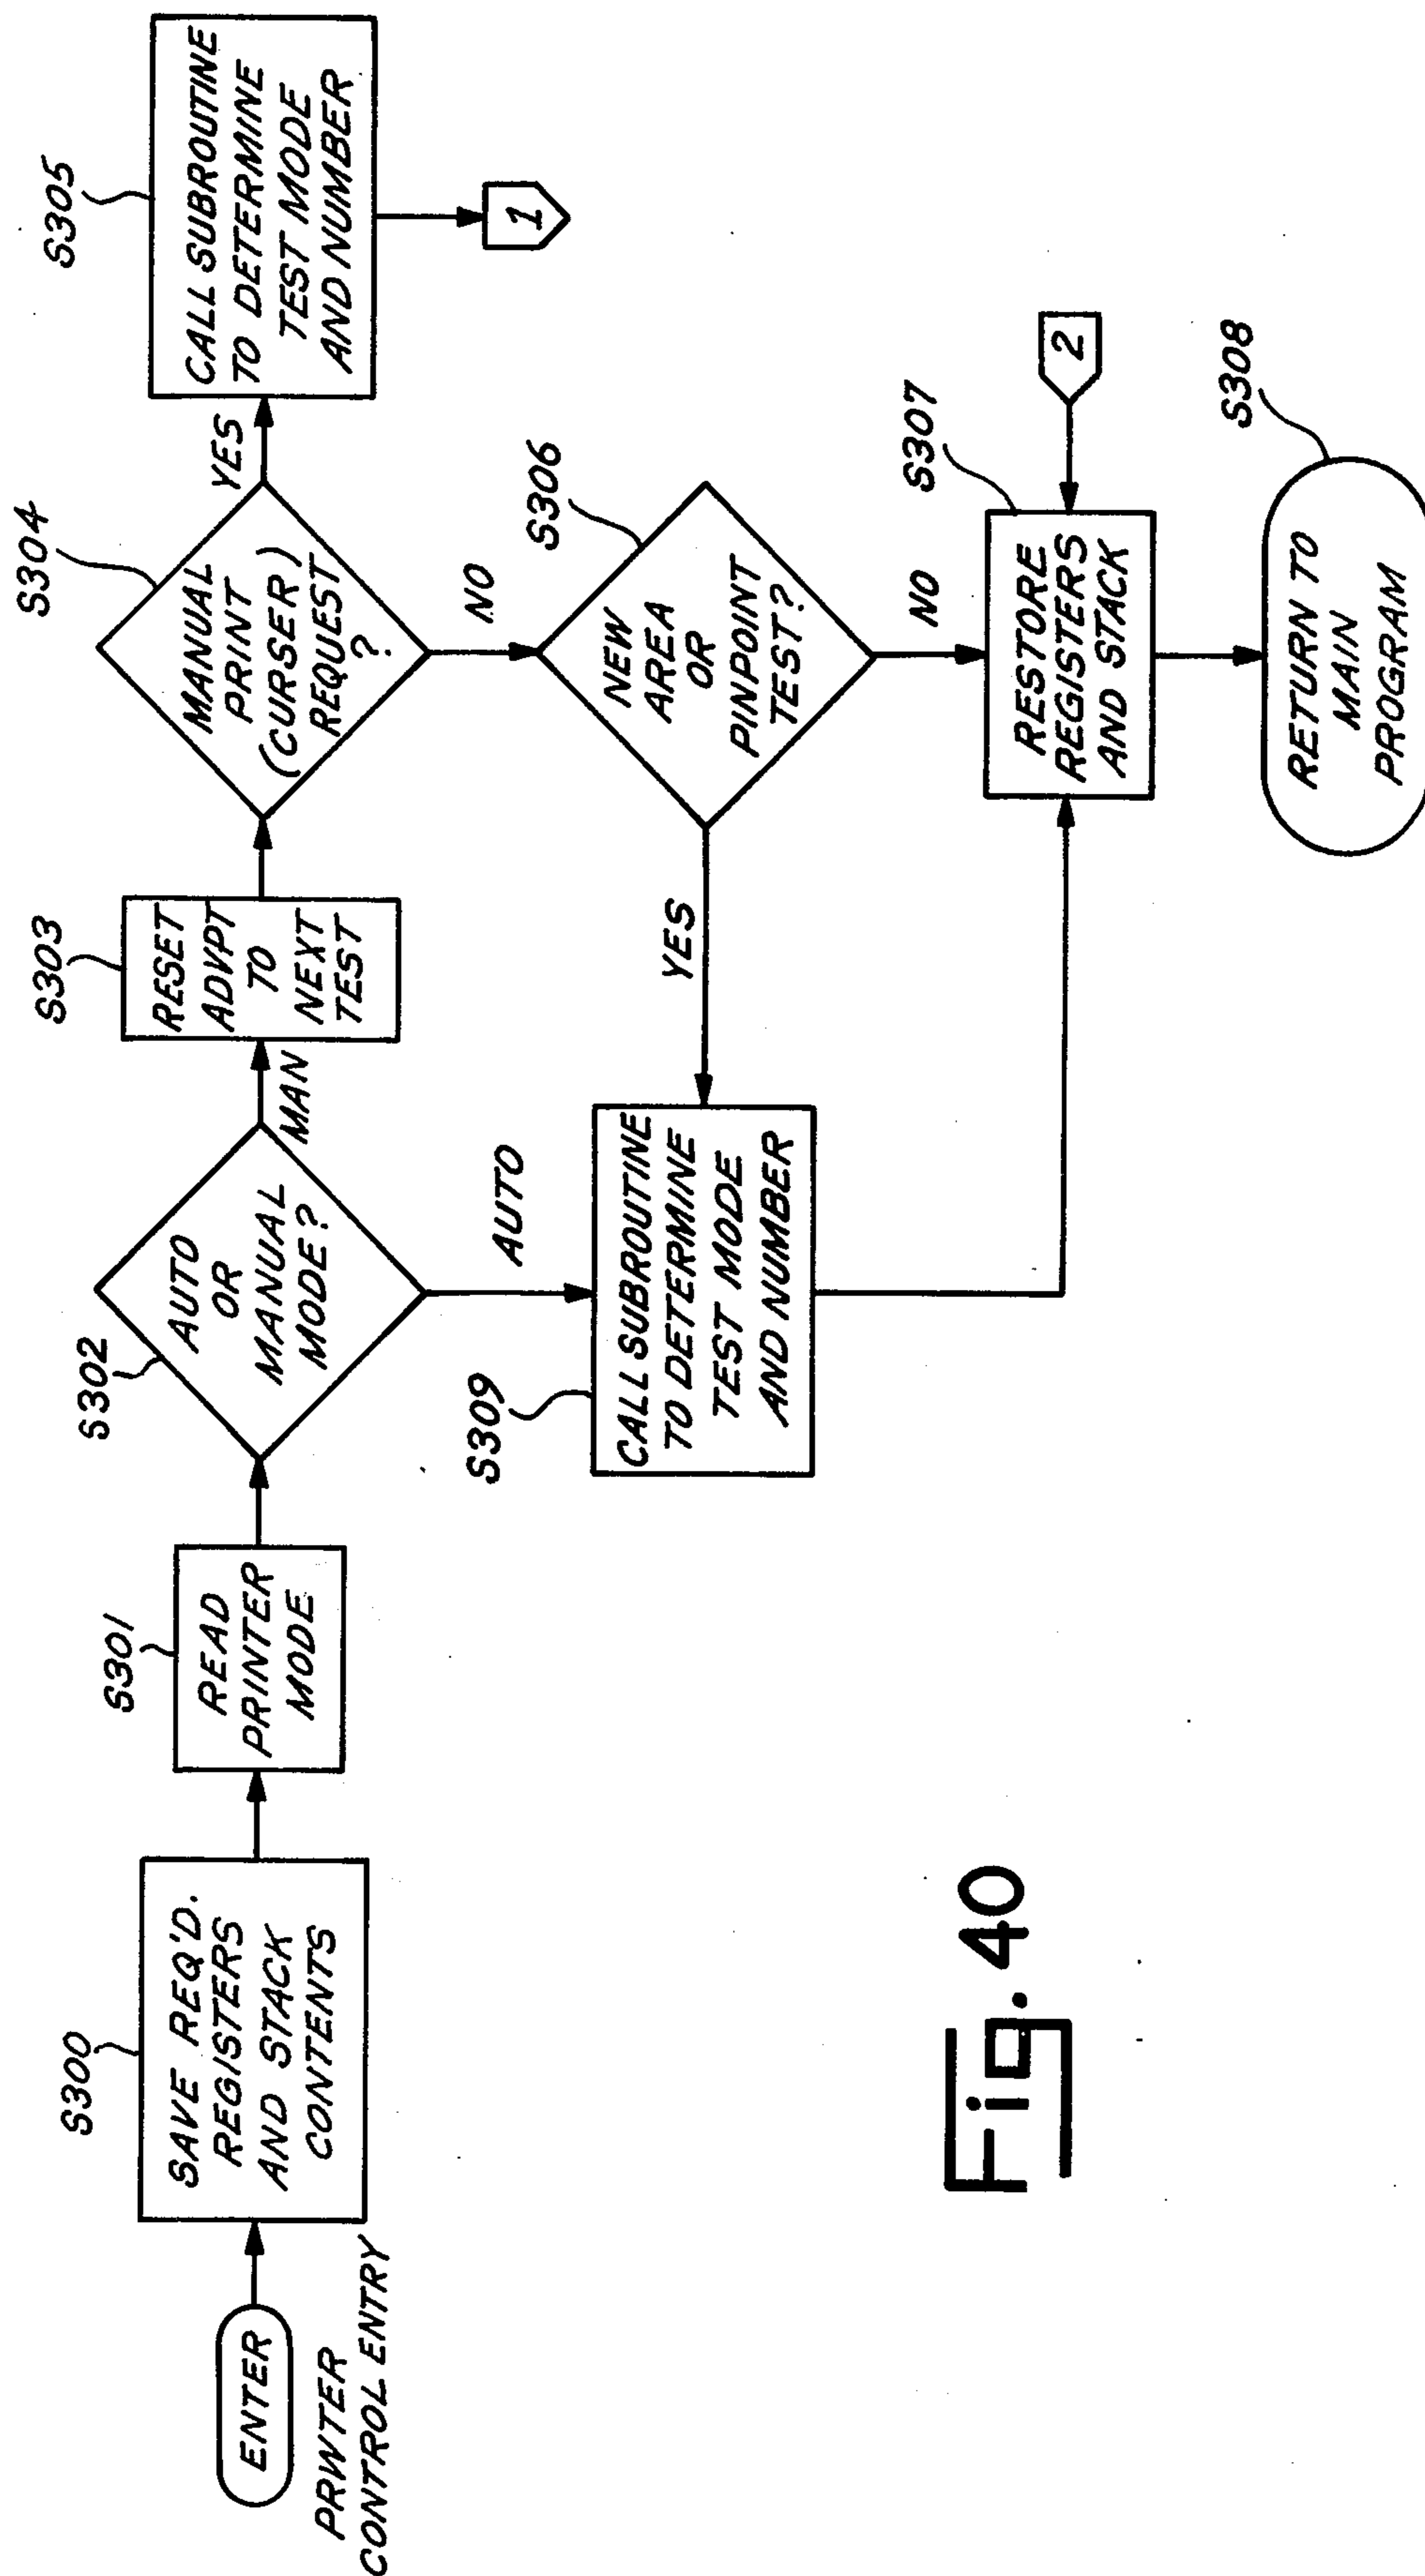 ENTER
PRWTER
CONTROL ENTRY
S300
SAVE REQ'D.
REGISTERS
AND STACK
CONTENTS
S301
READ
PRINTER
MODE
S302
AUTO
OR
MANUAL
MODE?
MAN
AUTO
S303
RESET
ADVPT
TO
NEXT
TEST
S304
MANUAL
PRINT
(CURSER)
REQUEST
?
YES
NO
S305
CALL SUBROUTINE
TO DETERMINE
TEST MODE
AND NUMBER
1
S309
CALL SUBROUTINE
TO DETERMINE
TEST MODE
AND NUMBER
S306
NEW
AREA
OR
PINPOINT
TEST?
YES
NO
S307
RESTORE
REGISTERS
AND STACK
2
S308
RETURN TO
MAIN
PROGRAM
Fig. 40